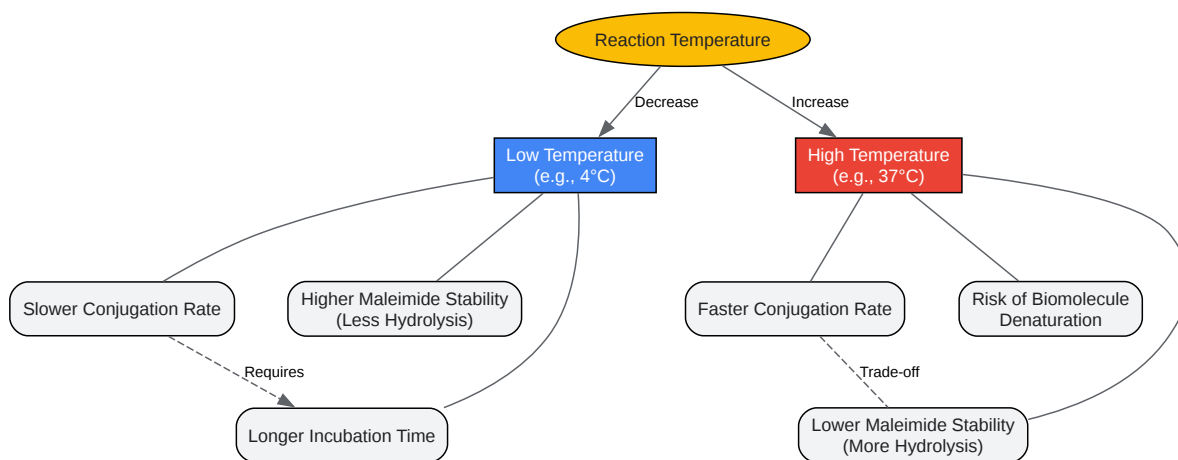 Reaction Temperature
Decrease
Increase
Low Temperature
(e.g., 4°C)
High Temperature
(e.g., 37°C)
Slower Conjugation Rate
Higher Maleimide Stability
(Less Hydrolysis)
Faster Conjugation Rate
Risk of Biomolecule
Denaturation
Requires
Trade-off
Longer Incubation Time
Lower Maleimide Stability
(More Hydrolysis)